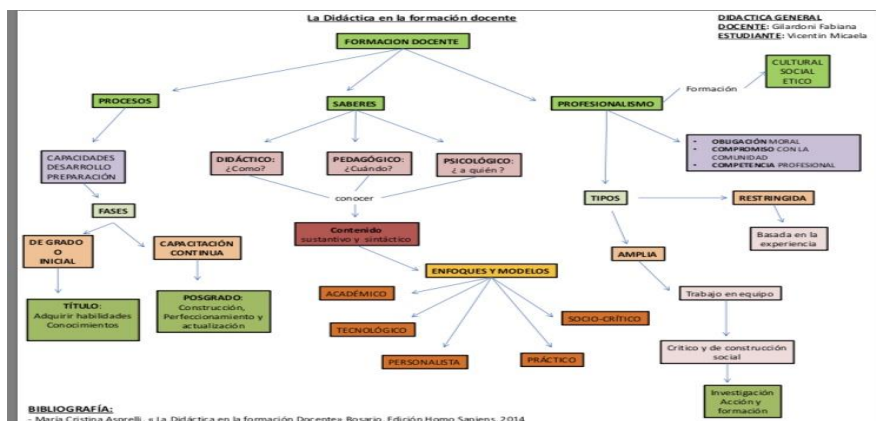 La Didáctica en la formación docente
DIDACTICA GENERAL
DOCENTE: Gilardoni Fabiana
ESTUDIANTE: Vicentin Micaela
FORMACION DOCENTE
CULTURAL
SOCIAL
ETICO
Formación
PROCESOS
SABERES
PROFESIONALISMO
CAPACIDADES
DESARROLLO
PREPARACIÓN
DIDÁCTICO:
¿Como?
PEDAGÓGICO:
¿Cuándo?
PSICOLÓGICO:
¿ a quién ?
• OBLIGACIÓN MORAL
• COMPROMISO CON LA
COMUNIDAD
• COMPETENCIA PROFESIONAL
conocer
FASES
TIPOS
RESTRINGIDA
DE GRADO
O
INICIAL
CAPACITACIÓN
CONTINUA
Contenido
sustantivo y sintáctico
Basada en la
experiencia
AMPLIA
ENFOQUES Y MODELOS
TÍTULO:
Adquirir habilidades
Conocimientos
POSGRADO:
Construcción,
Perfeccionamiento y
actualización
ACADÉMICO
Trabajo en equipo
TECNOLÓGICO
SOCIO-CRÍTICO
PERSONALISTA
PRÁCTICO
Critico y de construcción
social
Investigación
Acción y
formación
BIBLIOGRAFÍA:
- María Cristina Asprelli, « La Didáctica en la formación Docente» Rosario, Edición Homo Sapiens, 2014